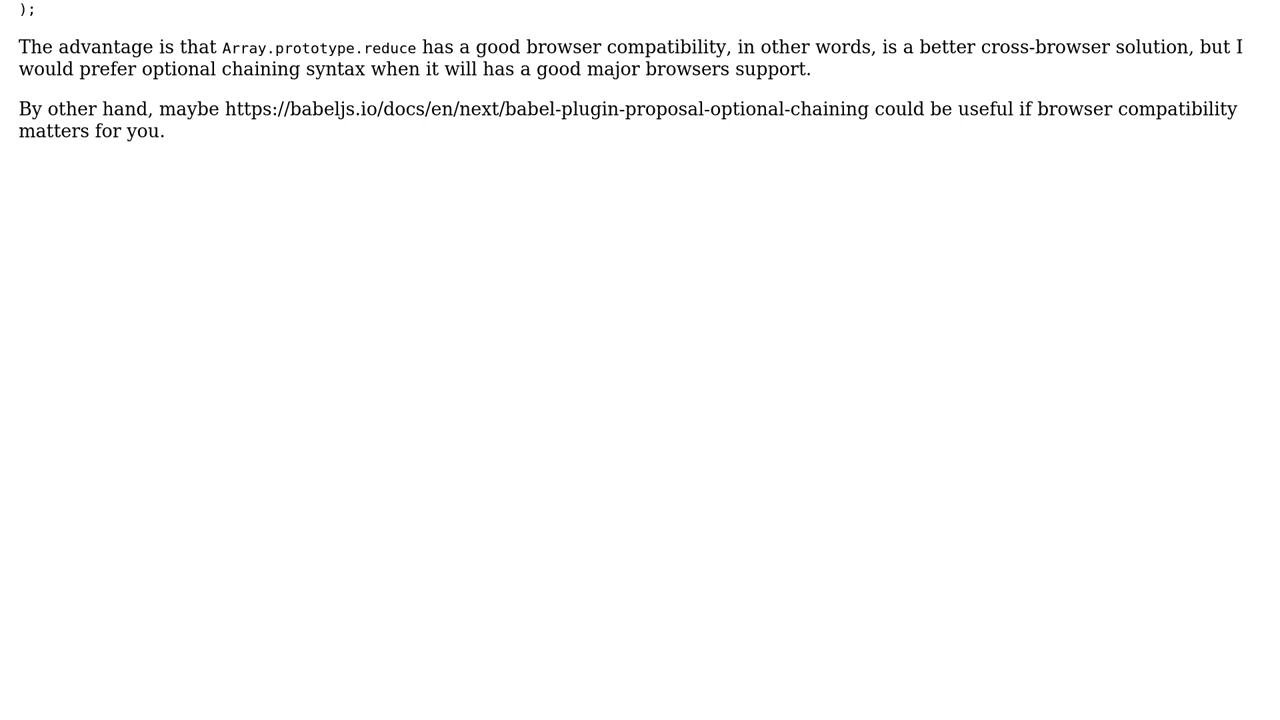 );
The advantage is that Array.prototype.reduce has a good browser compatibility, in other words, is a better cross-browser solution, but I
would prefer optional chaining syntax when it will has a good major browsers support.
By other hand, maybe https://babeljs.io/docs/en/next/babel-plugin-proposal-optional-chaining could be useful if browser compatibility
matters for you.